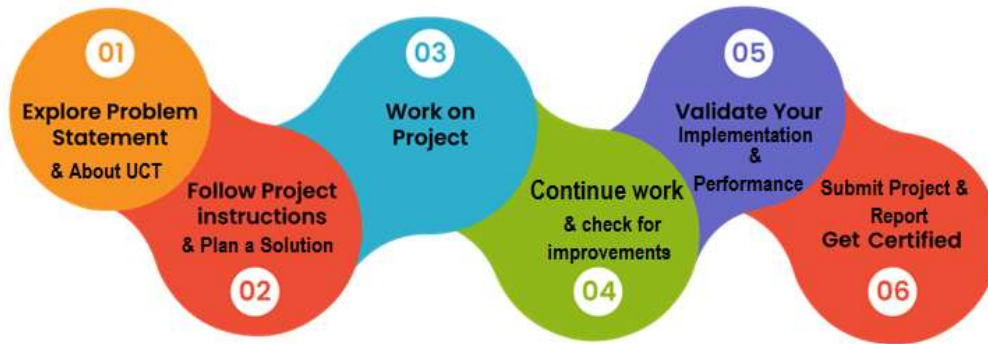 01
Explore Problem
Statement
& About UCT
Follow Project
instructions
& Plan a Solution
02
03
Work on
Project
Continue work
& check for
improvements
04
05
Validate Your
Implementation
&
Performance
Submit Project &
Report
Get Certified
06